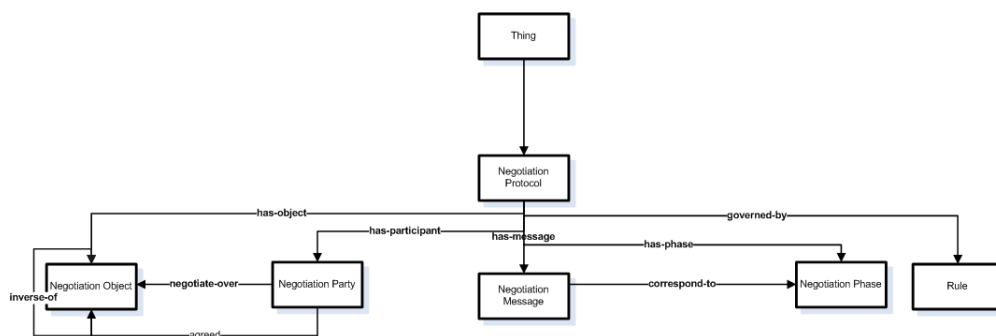 Thing
Negotiation
Protocol
has-object
governed-by
has-participant
has-message
has-phase
Negotiation Object
negotiate-over
Negotiation Party
Negotiation
Message
correspond-to
Negotiation Phase
Rule
inverse-of
agreed